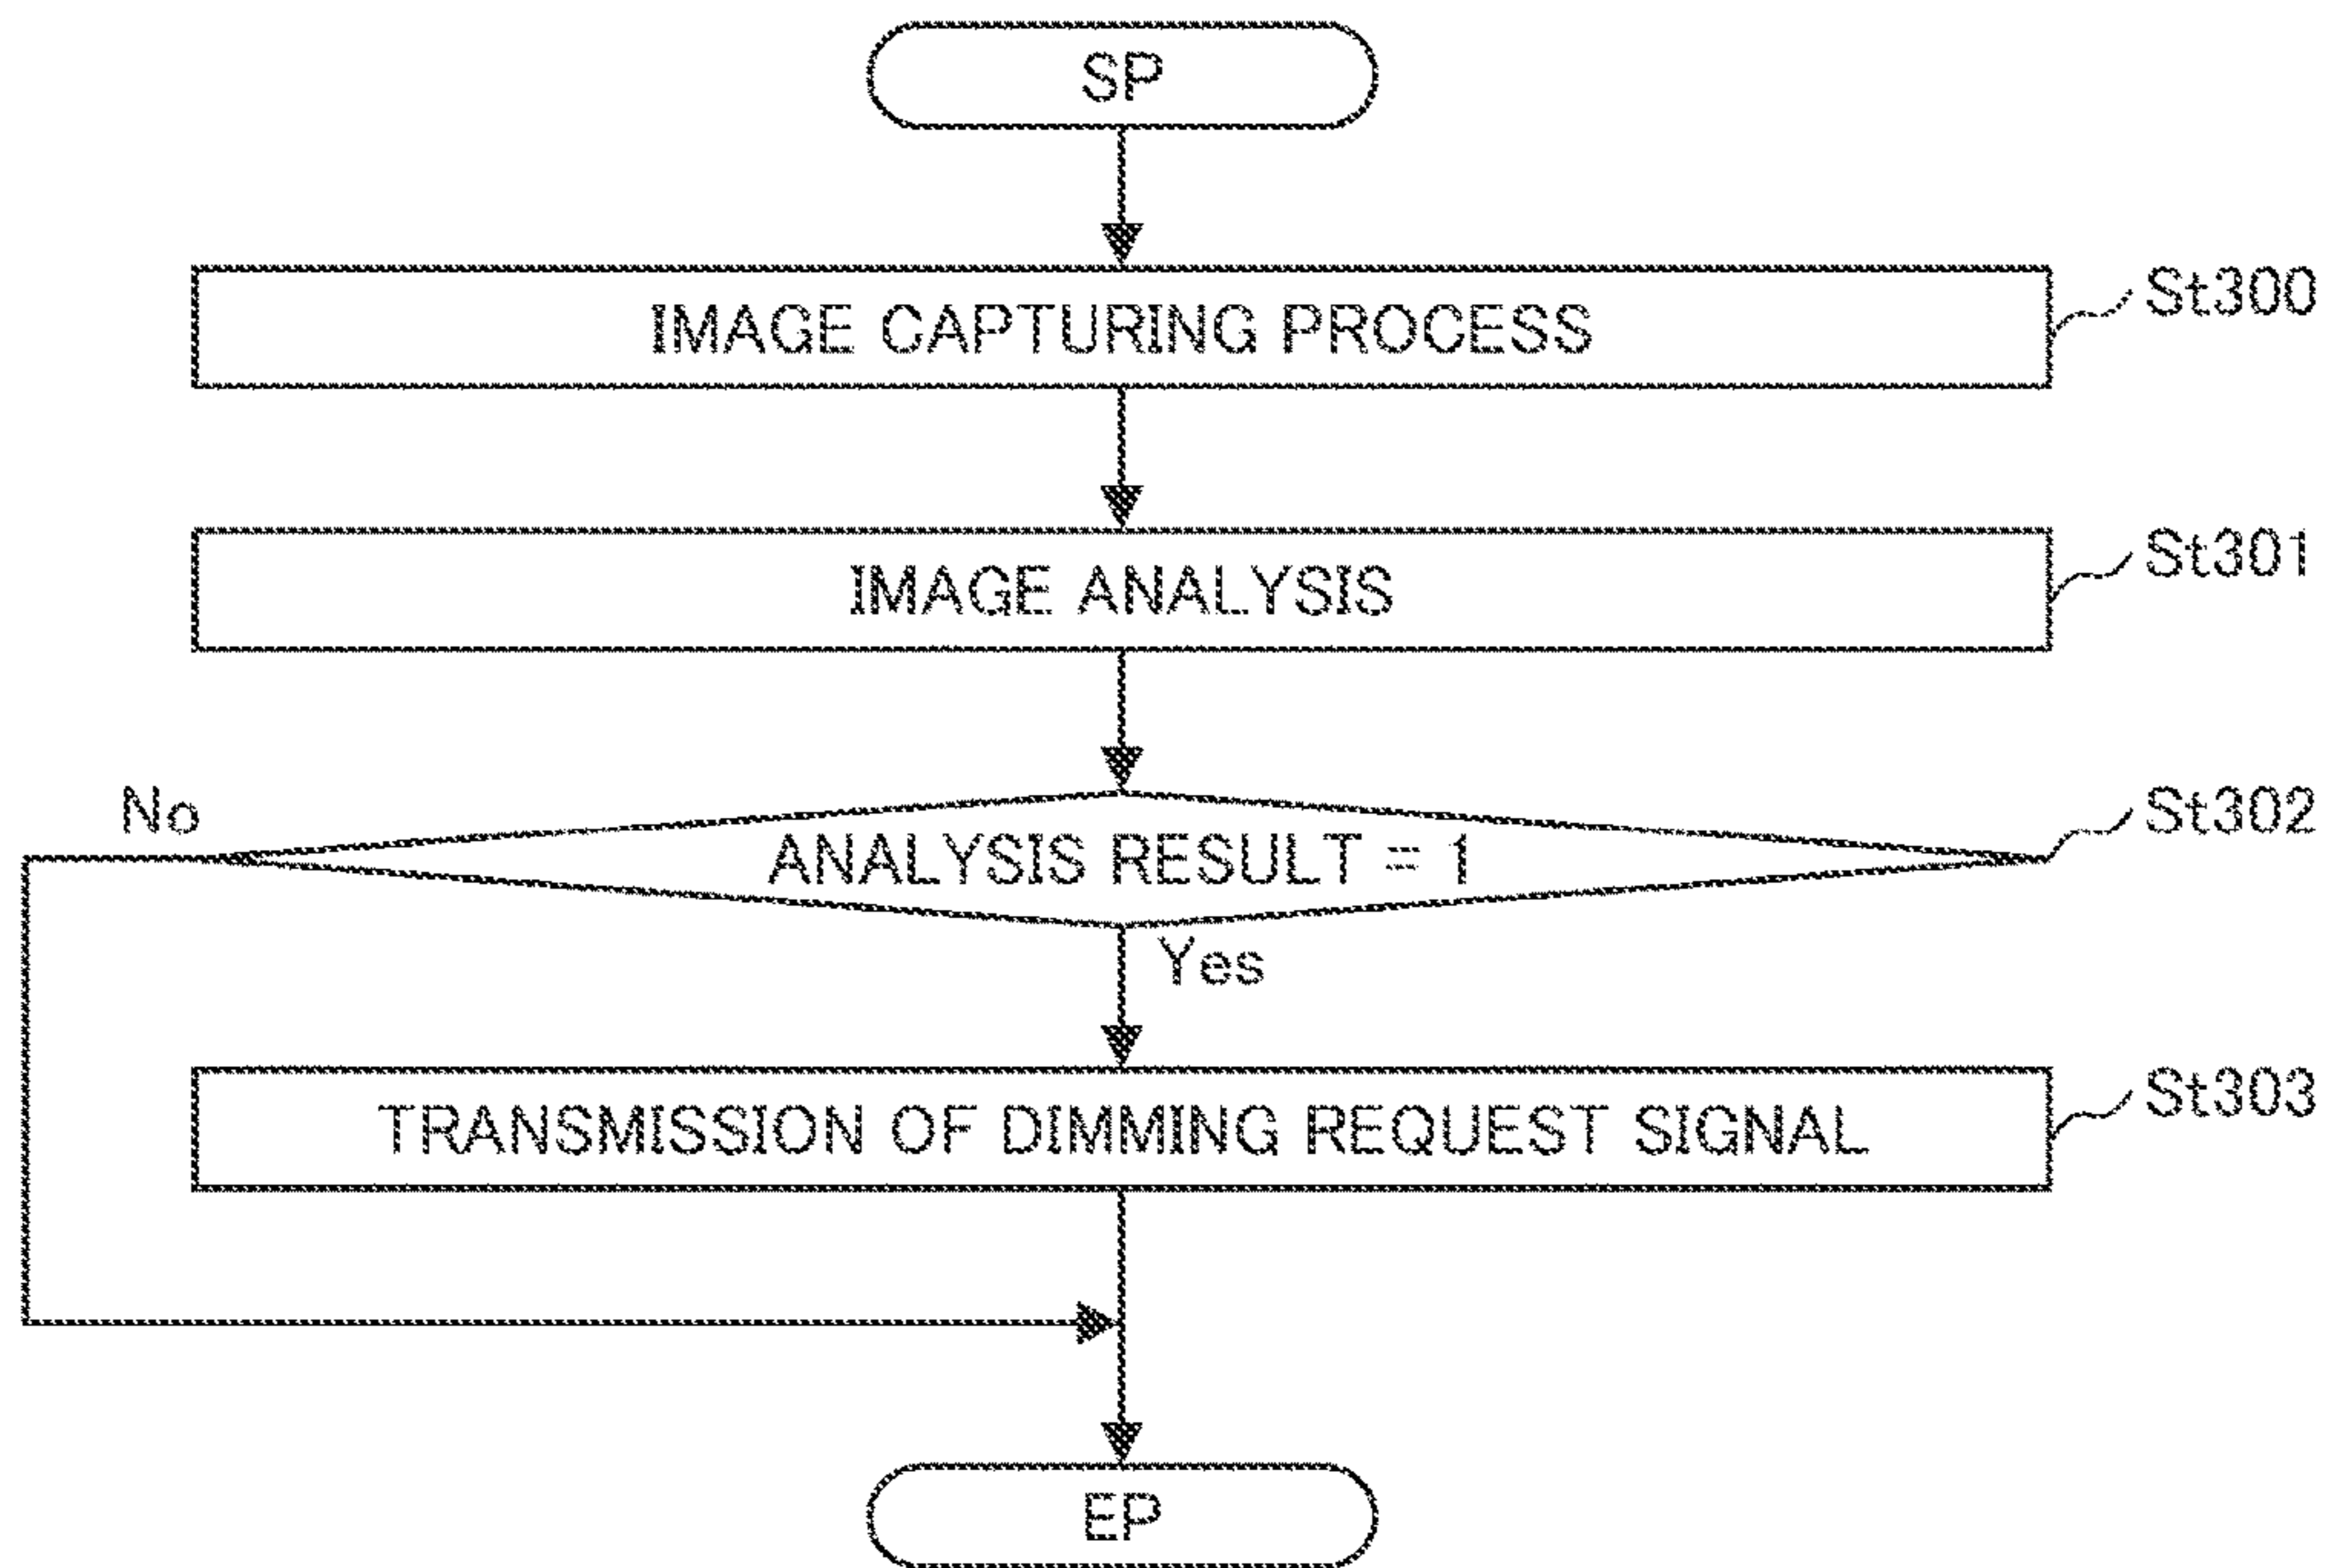 SP
IMAGE CAPTURING PROCESS
St300
IMAGE ANALYSIS
St301
No
ANALYSIS RESULT = 1
St302
Yes
TRANSMISSION OF DIMMING REQUEST SIGNAL
St303
EP